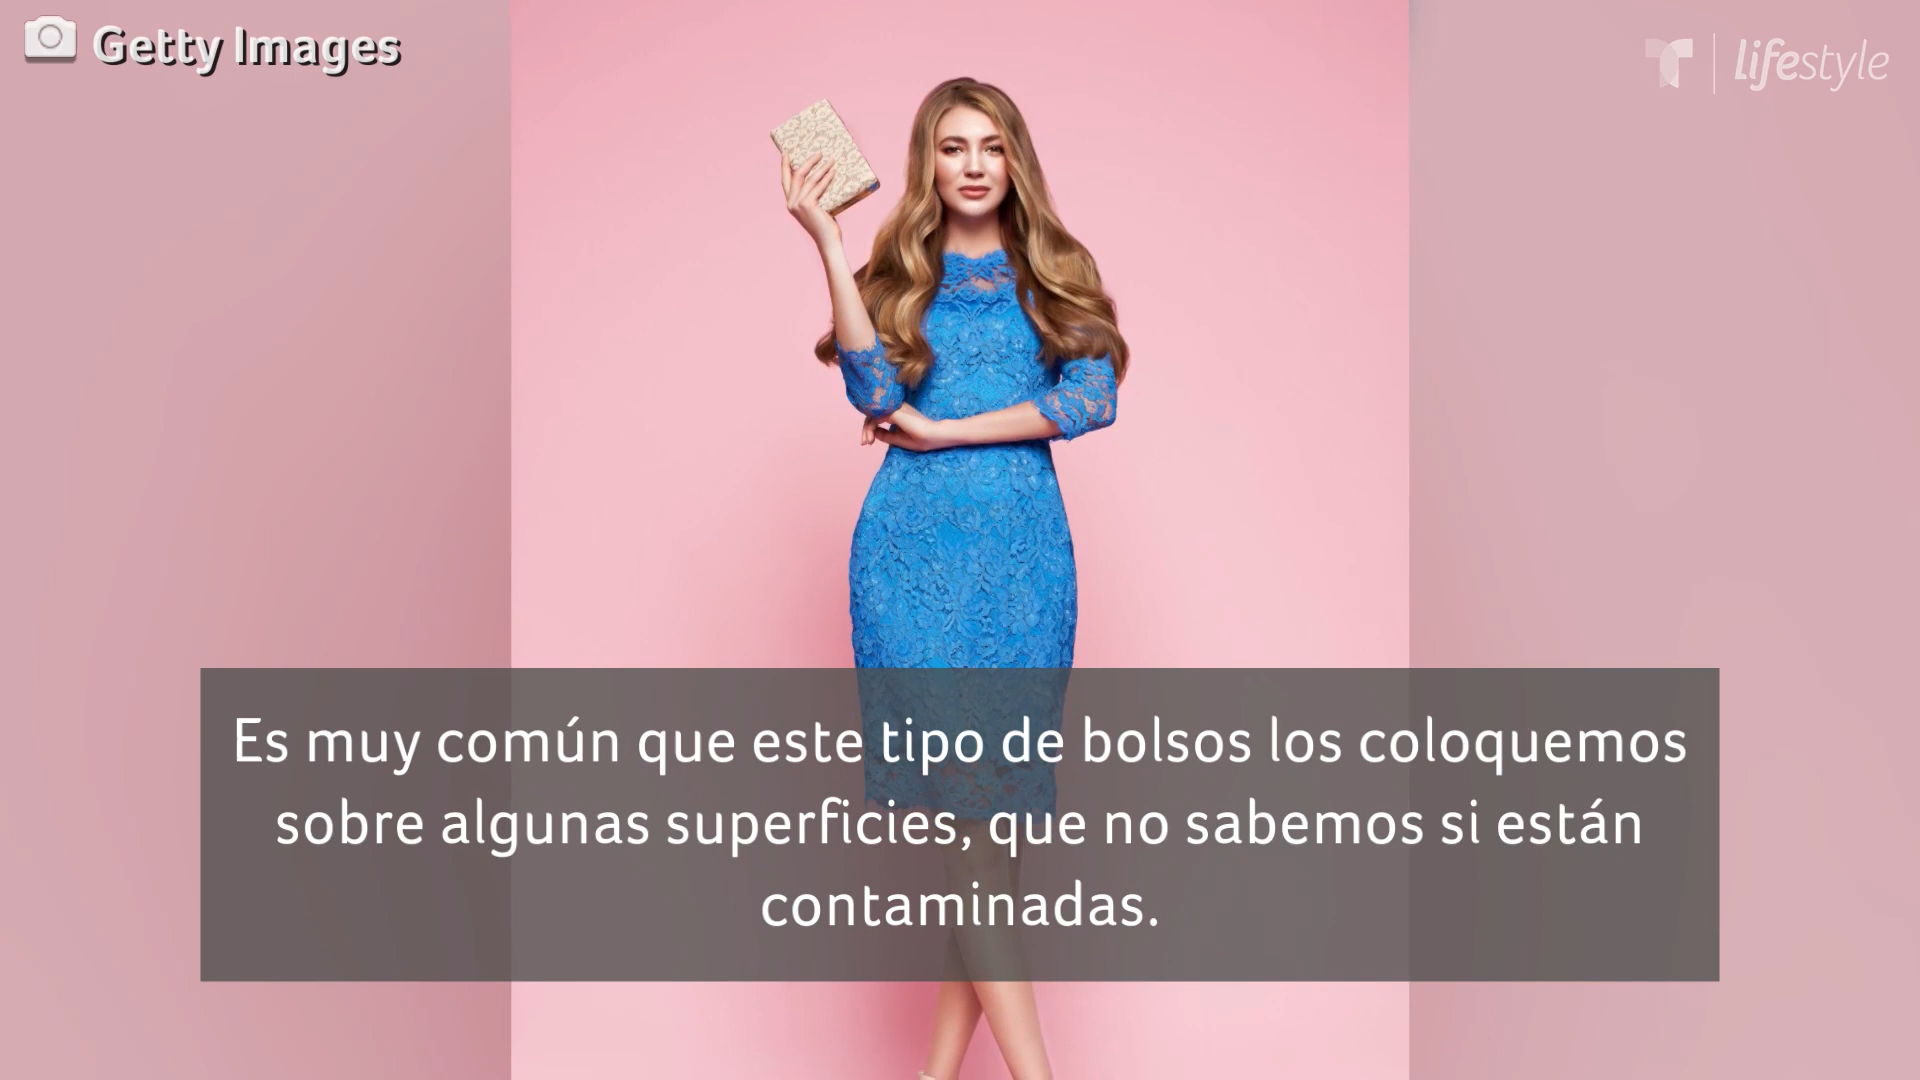 Getty Images
lifestyle
Es muy común que este tipo de bolsos los coloquemos
sobre algunas superficies, que no sabemos si están
contaminadas.